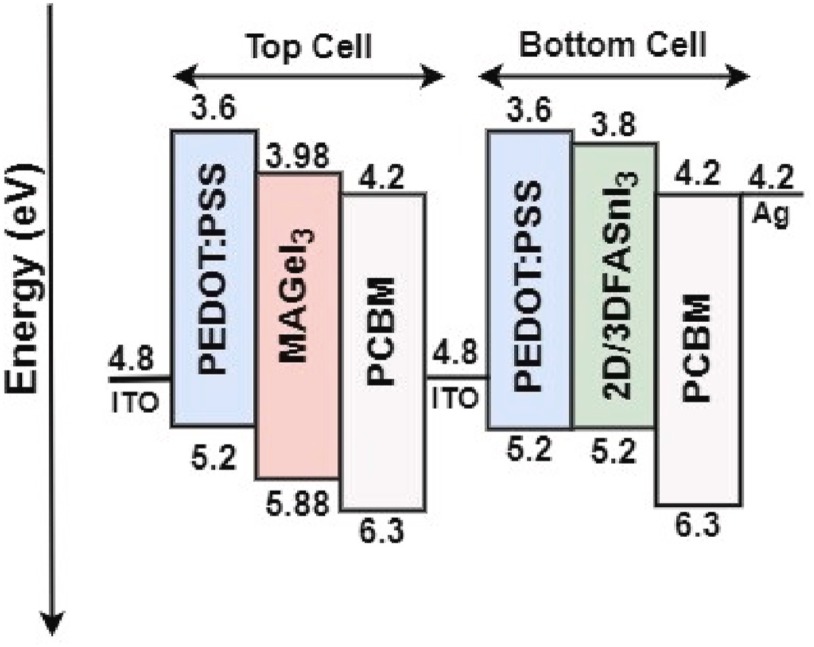 Top Cell
Bottom Cell
3.6
3.98
4.2
3.6
3.8
4.2
4.2
Ag
Energy (eV)
PEDOT:PSS
MAGeI₃
PCBM
PEDOT:PSS
2D/3DFASnI₃
PCBM
4.8
ITO
4.8
ITO
5.2
5.88
6.3
5.2
5.2
6.3